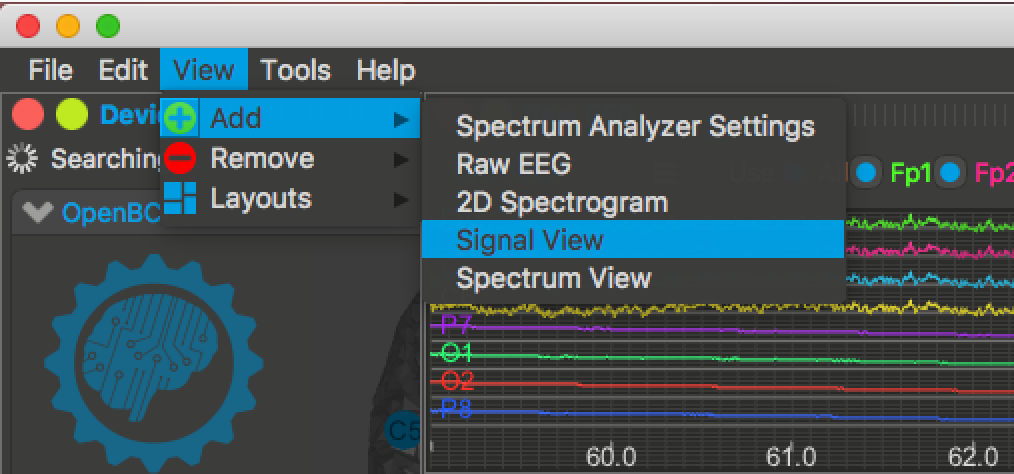 File Edit View Tools Help
Devi Add
Searching Remove
OpenBC Layouts
Spectrum Analyzer Settings
Raw EEG
2D Spectrogram
Signal View
Spectrum View
Fp1 Fp2
P7
O1
O2
P8
C5
60.0 61.0 62.0